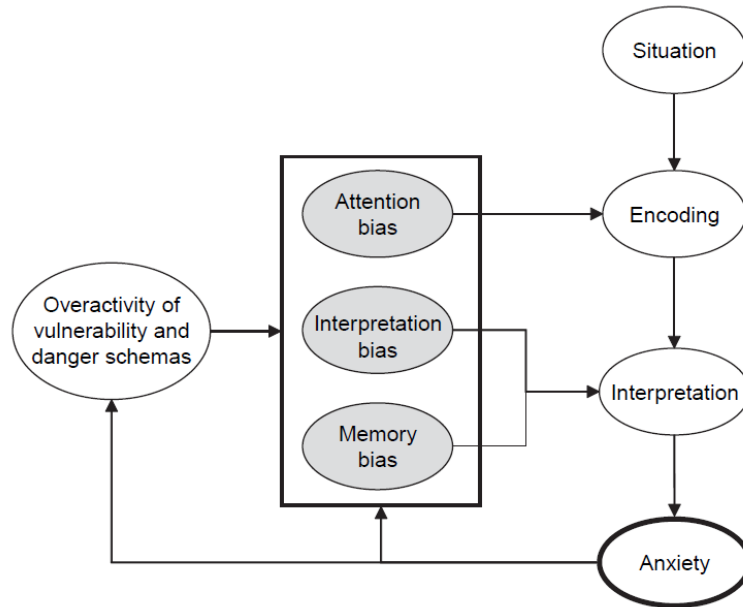 Situation
Attention
bias
Encoding
Overactivity of
vulnerability and
danger schemas
Interpretation
bias
Interpretation
Memory
bias
Anxiety